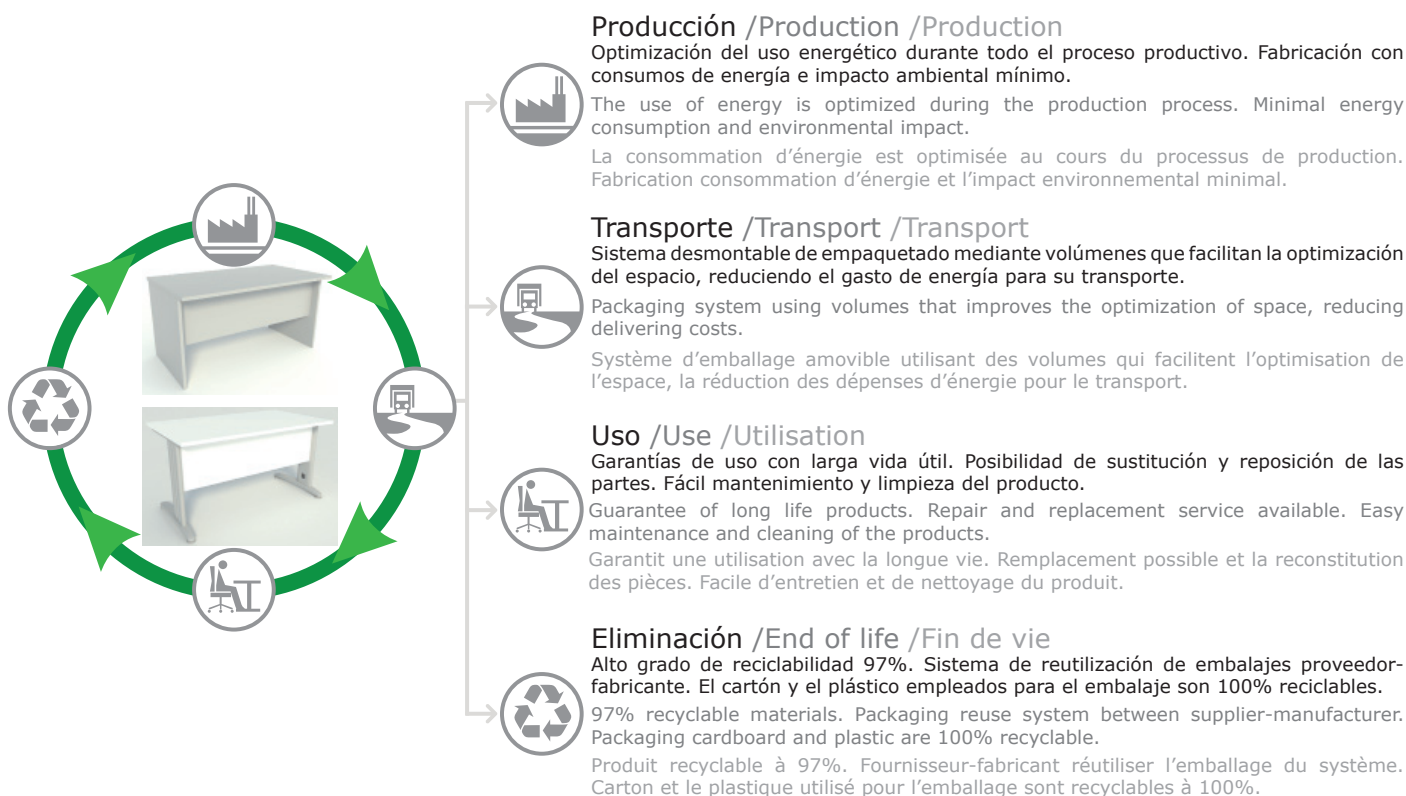 Producción /Production /Production
Optimización del uso energético durante todo el proceso productivo. Fabricación con
consumos de energía e impacto ambiental mínimo.
The use of energy is optimized during the production process. Minimal energy
consumption and environmental impact.
La consommation d’énergie est optimisée au cours du processus de production.
Fabrication consommation d’énergie et l’impact environnemental minimal.
Transporte /Transport /Transport
Sistema desmontable de empaquetado mediante volúmenes que facilitan la optimización
del espacio, reduciendo el gasto de energía para su transporte.
Packaging system using volumes that improves the optimization of space, reducing
delivering costs.
Système d’emballage amovible utilisant des volumes qui facilitent l’optimisation de
l’espace, la réduction des dépenses d’énergie pour le transport.
Uso /Use /Utilisation
Garantías de uso con larga vida útil. Posibilidad de sustitución y reposición de las
partes. Fácil mantenimiento y limpieza del producto.
Guarantee of long life products. Repair and replacement service available. Easy
maintenance and cleaning of the products.
Garantit une utilisation avec la longue vie. Remplacement possible et la reconstitution
des pièces. Facile d’entretien et de nettoyage du produit.
Eliminación /End of life /Fin de vie
Alto grado de reciclabilidad 97%. Sistema de reutilización de embalajes proveedor-
fabricante. El cartón y el plástico empleados para el embalaje son 100% reciclables.
97% recyclable materials. Packaging reuse system between supplier-manufacturer.
Packaging cardboard and plastic are 100% recyclable.
Produit recyclable à 97%. Fournisseur-fabricant réutiliser l’emballage du système.
Carton et le plastique utilisé pour l’emballage sont recyclables à 100%.